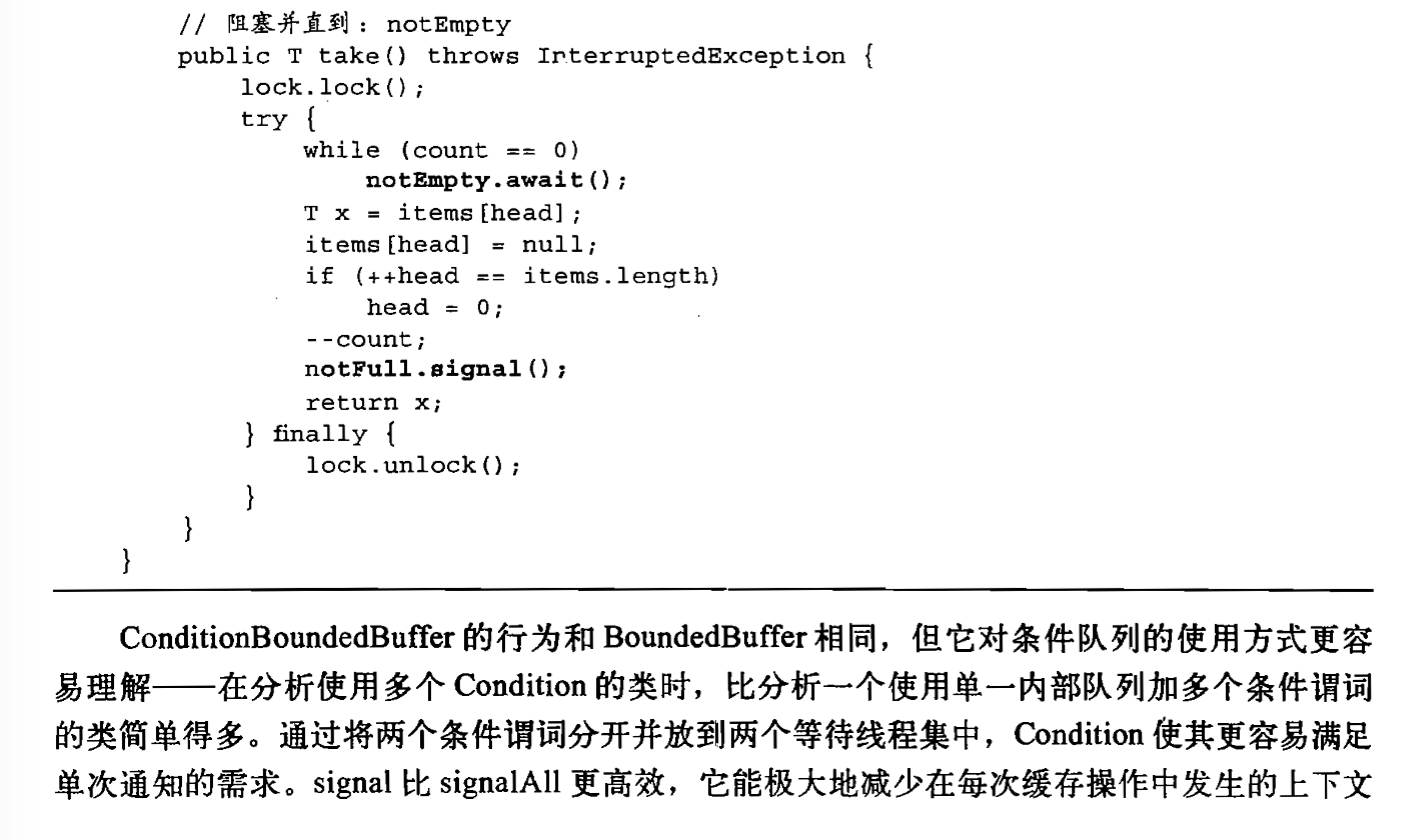 // 阻塞并直到：notEmpty
public T take() throws InterruptedException {
lock.lock();
try {
while (count == 0)
notEmpty.await();
T x = items[head];
items[head] = null;
if (++head == items.length)
head = 0;
--count;
notFull.signal();
return x;
} finally {
lock.unlock();
}
}
}
ConditionBoundedBuffer 的行为和 BoundedBuffer 相同，但它对条件队列的使用方式更容
易理解——在分析使用多个 Condition 的类时，比分析一个使用单一内部队列加多个条件谓词
的类简单得多。通过将两个条件谓词分开并放到两个等待线程集中，Condition 使其更容易满足
单次通知的需求。signal 比 signalAll 更高效，它能极大地减少在每次缓存操作中发生的上下文